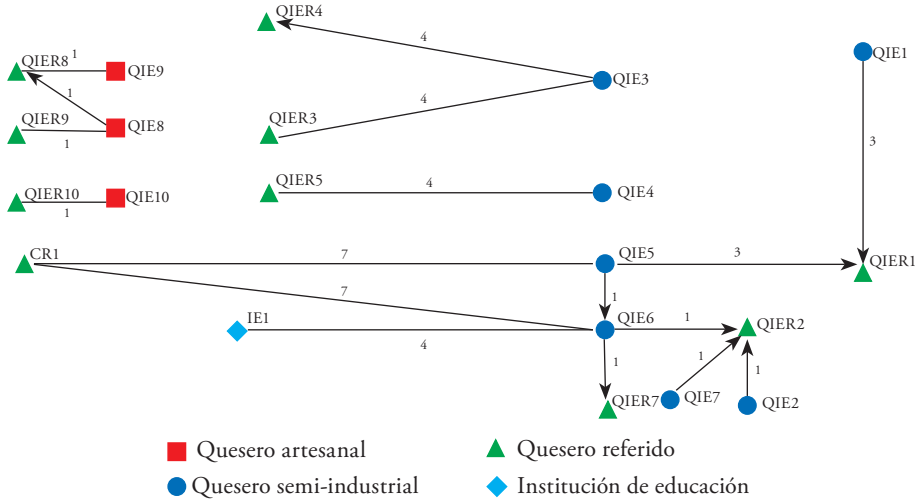 QIER4
4
QIER8
1
QIE9
QIE1
QIE3
1
4
QIER9
QIE8
QIER3
1
3
QIER10
QIE10
QIER5
4
QIE4
1
CR1
7
QIE5
3
QIER1
7
1
IE1
QIE6
1
QIER2
4
1
1
1
QIER7
QIE7
QIE2
Quesero artesanal
Quesero referido
Quesero semi-industrial
Institución de educación